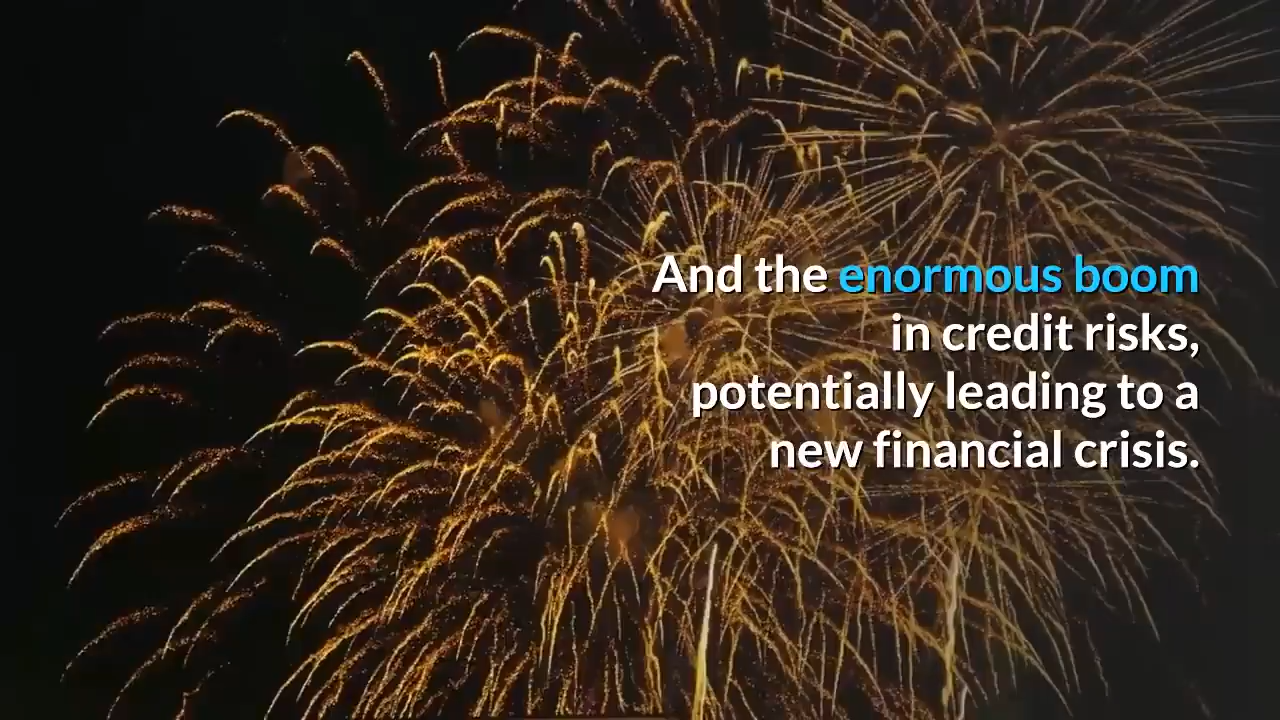 And the enormous boom
in credit risks,
potentially leading to a
new financial crisis.